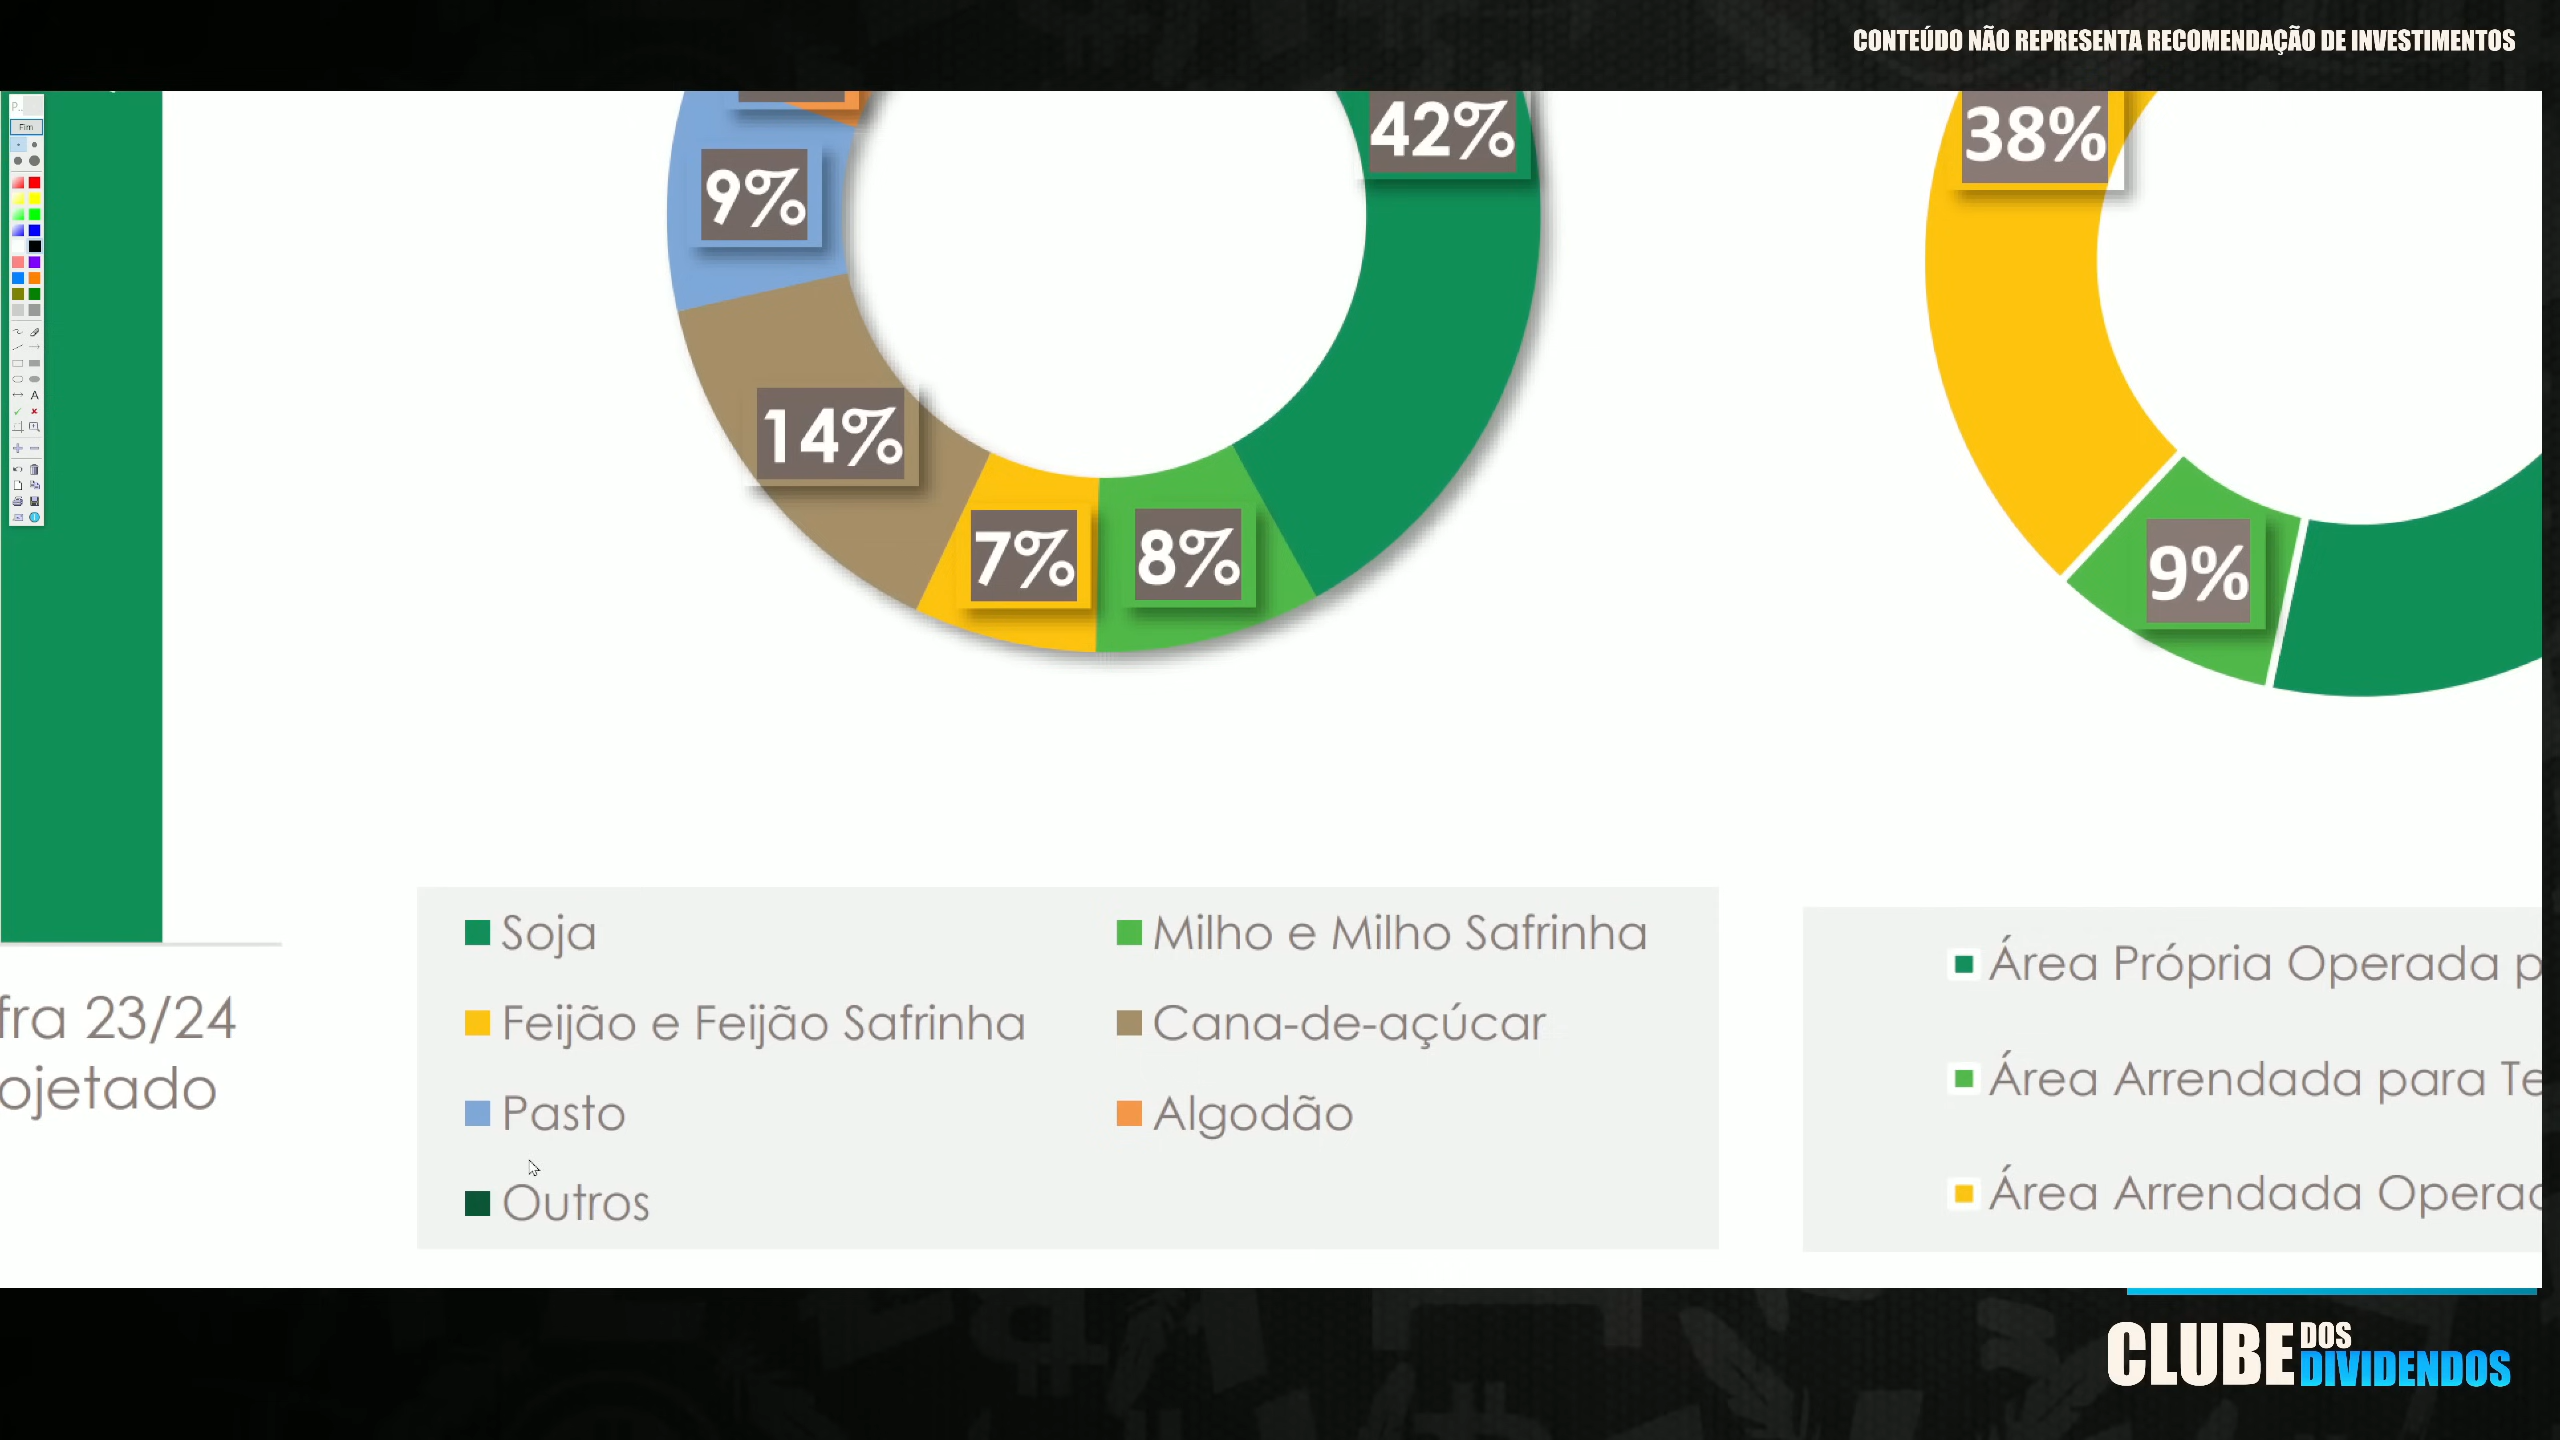 CONTEÚDO NÃO REPRESENTA RECOMENDAÇÃO DE INVESTIMENTOS
Fim
42%
38%
9%
14%
7%
8%
9%
Soja
Milho e Milho Safrinha
Feijão e Feijão Safrinha
Cana-de-açúcar
Pasto
Algodão
Outros
fra 23/24
ojetado
Área Própria Operada p
Área Arrendada para Te
Área Arrendada Operac
CLUBE DOS
DIVIDENDOS